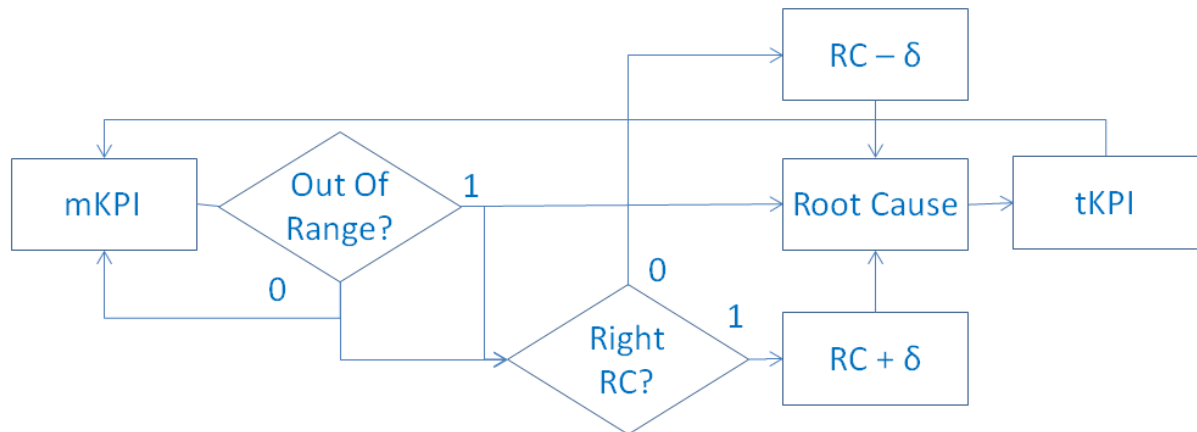 RC – δ
mKPI
Out Of
Range?
1
0
Root Cause
tKPI
0
Right
RC?
1
RC + δ